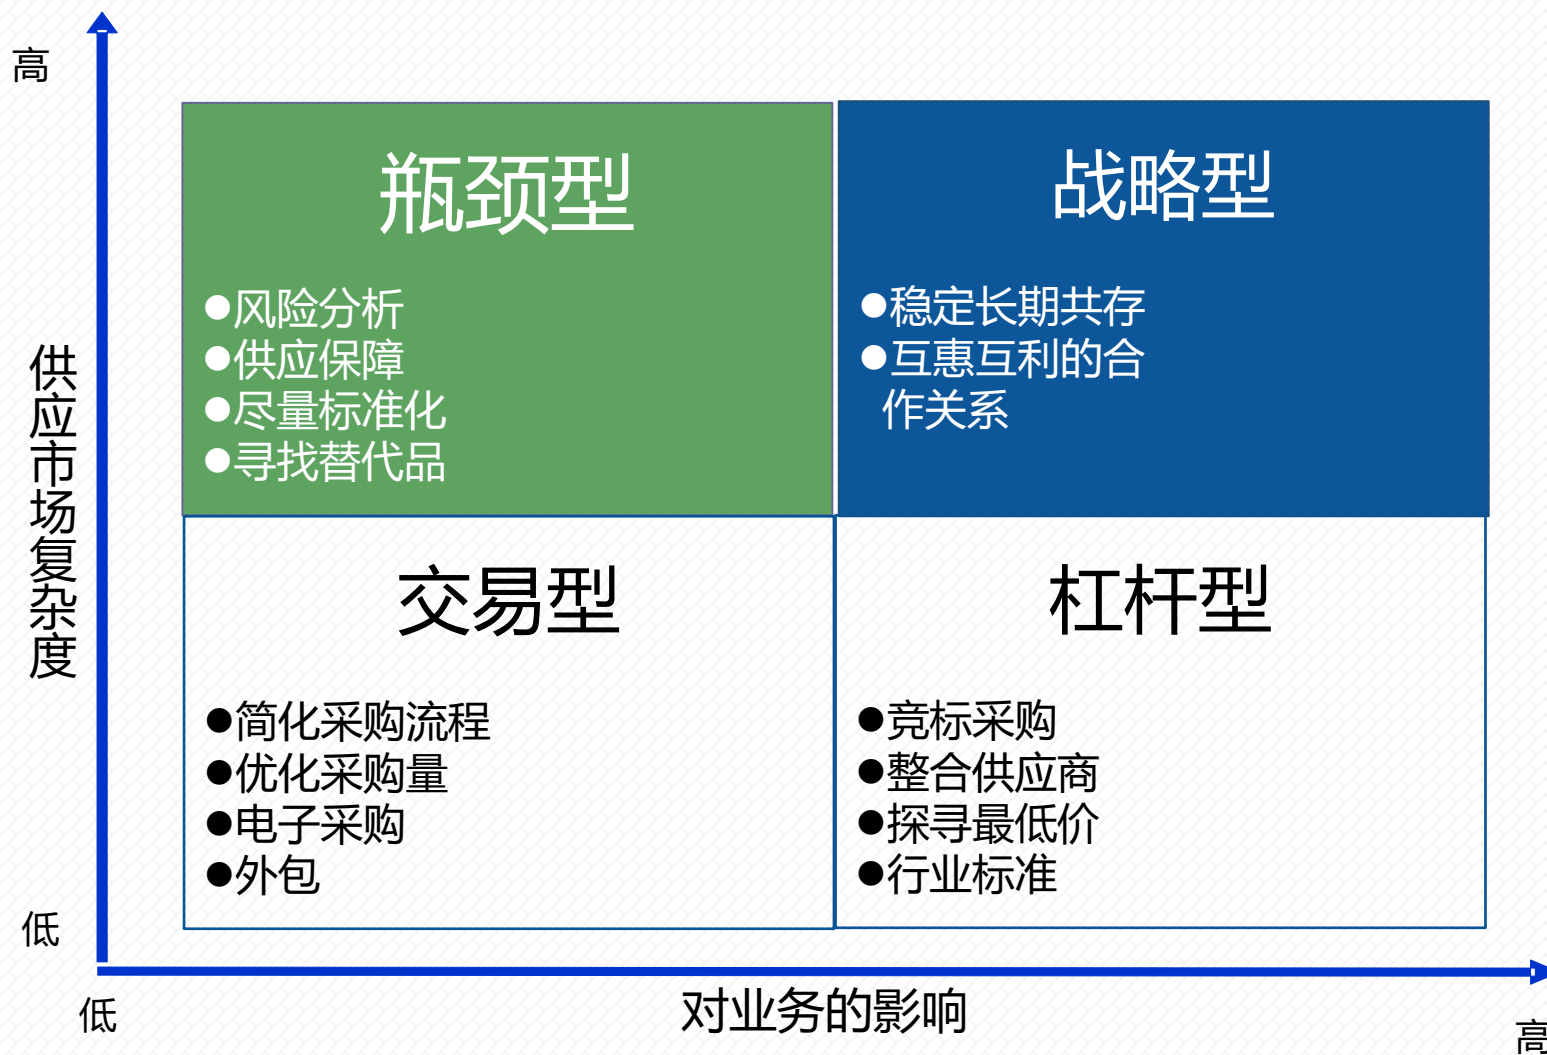 高
瓶颈型
●风险分析
●供应保障
●尽量标准化
●寻找替代品
战略型
●稳定长期共存
●互惠互利的合
作关系
供应市场复杂度
交易型
●简化采购流程
●优化采购量
●电子采购
●外包
杠杆型
●竞标采购
●整合供应商
●探寻最低价
●行业标准
低
低
对业务的影响
高